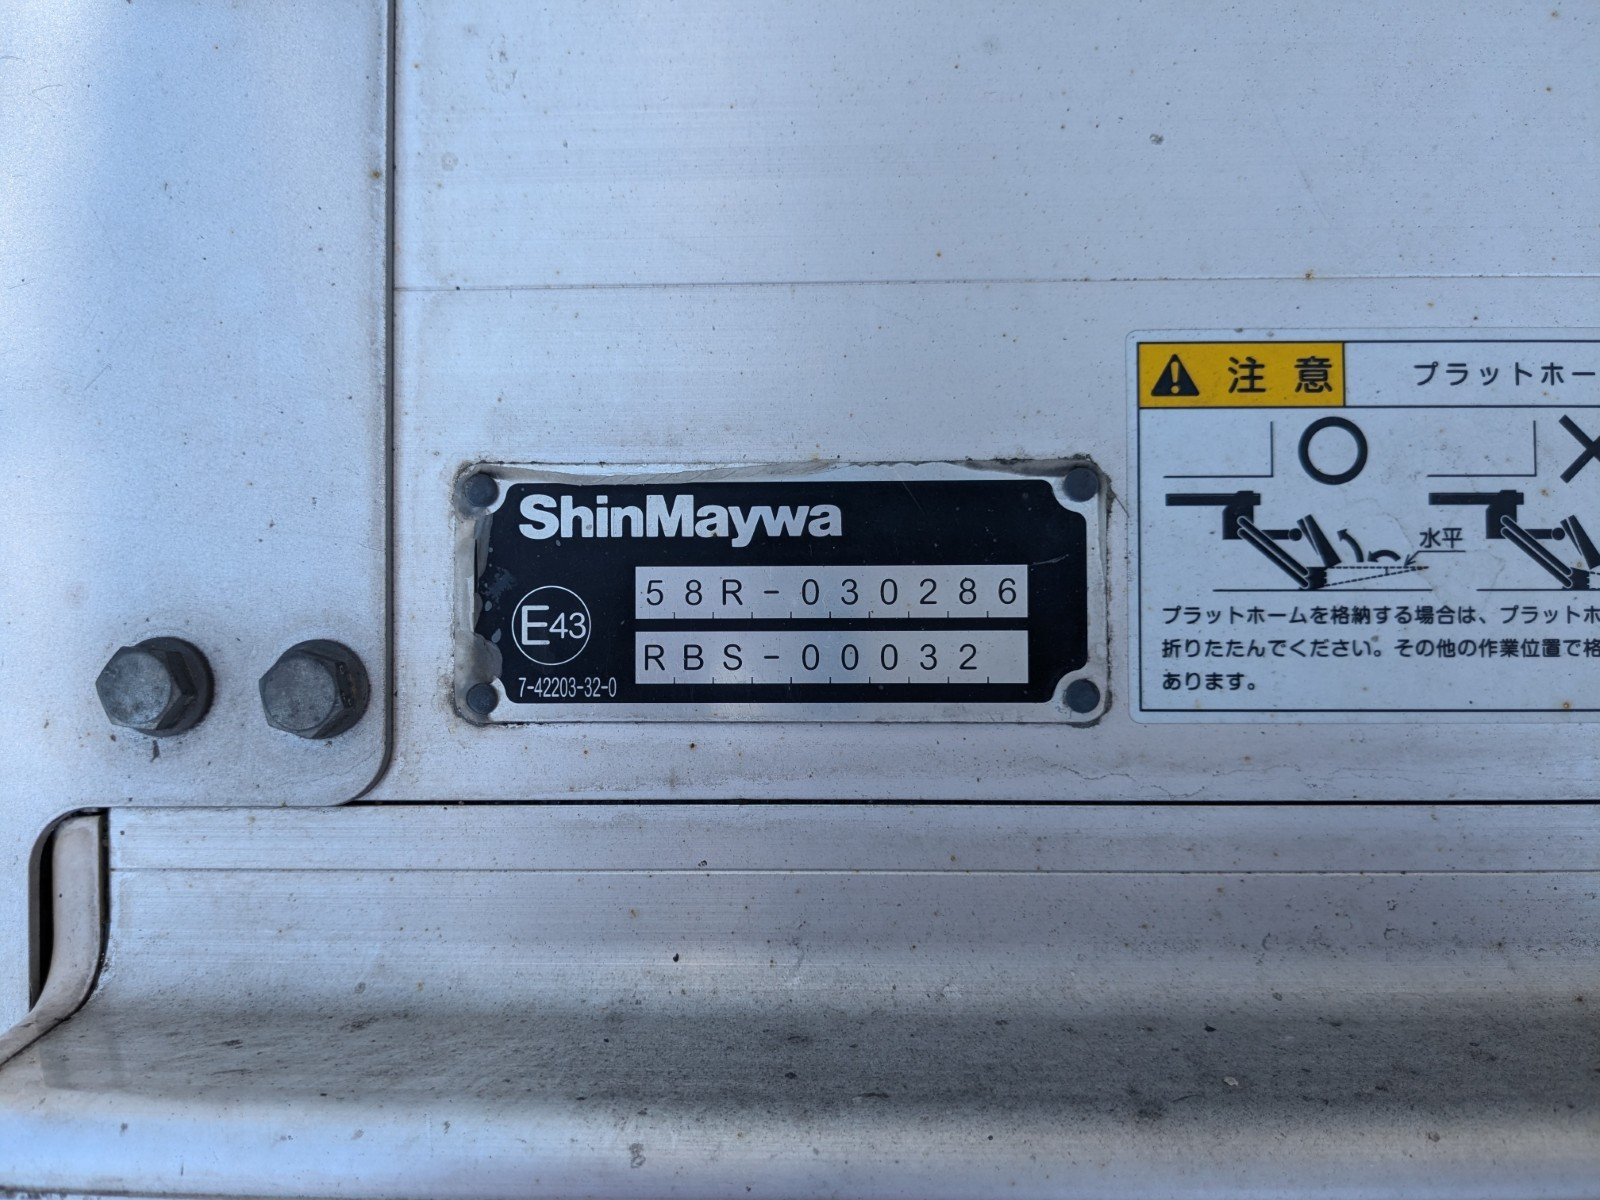 ShinMaywa
58R-030286
E43
RBS-00032
7-42203-32-0
注意
プラットホー
水平
プラットホームを格納する場合は、プラットホ
折りたたんでください。その他の作業位置で格
あります。